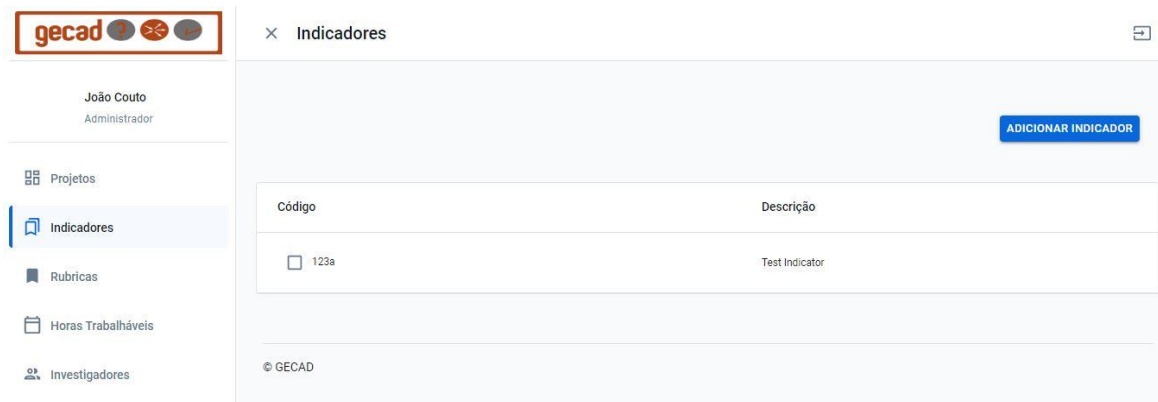 gecad ?
João Couto
Administrador
Projetos
Indicadores
Rubricas
Horas Trabalháveis
Investigadores
Indicadores
ADICIONAR INDICADOR
Código Descrição
123a Test Indicator
© GECAD